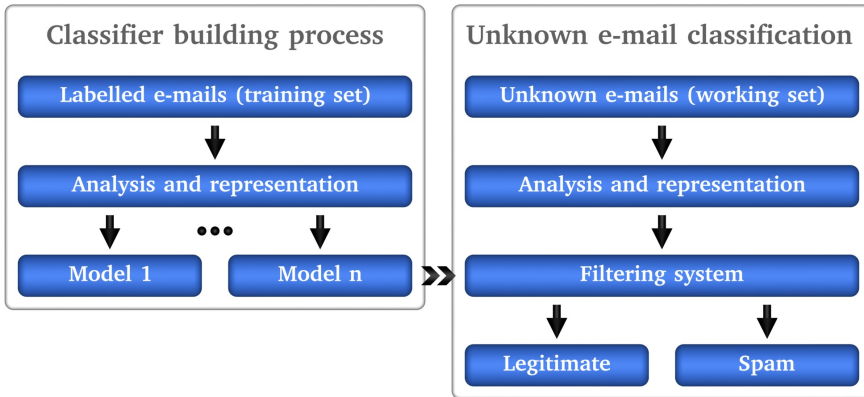 Classifier building process
Labelled e-mails (training set)
Analysis and representation
Model 1
Model n
Unknown e-mail classification
Unknown e-mails (working set)
Analysis and representation
Filtering system
Legitimate
Spam